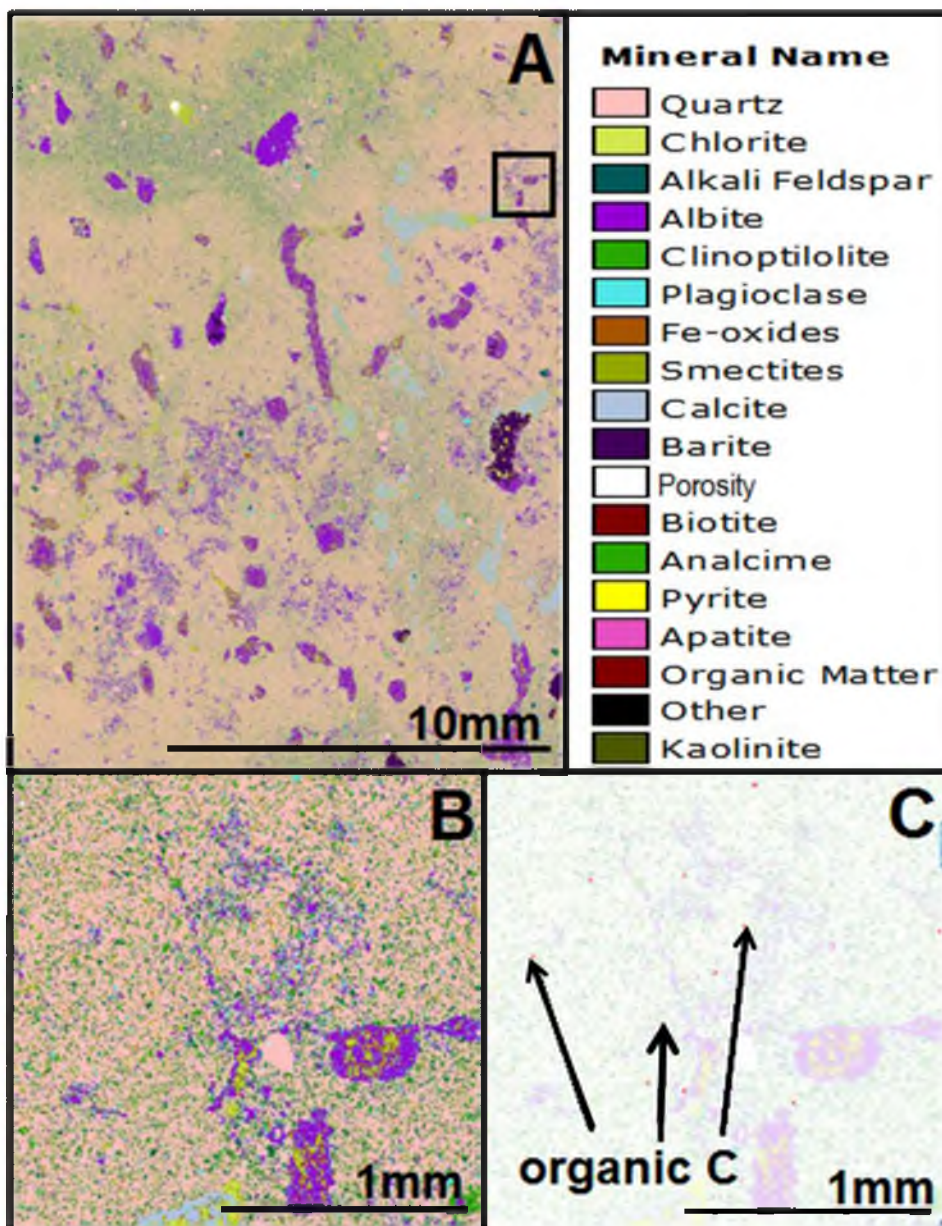 A
10mm
Mineral Name
Quartz
Chlorite
Alkali Feldspar
Albite
Clinoptilolite
Plagioclase
Fe-oxides
Smectites
Calcite
Barite
Porosity
Biotite
Analcime
Pyrite
Apatite
Organic Matter
Other
Kaolinite
B
1mm
C
organic C
1mm